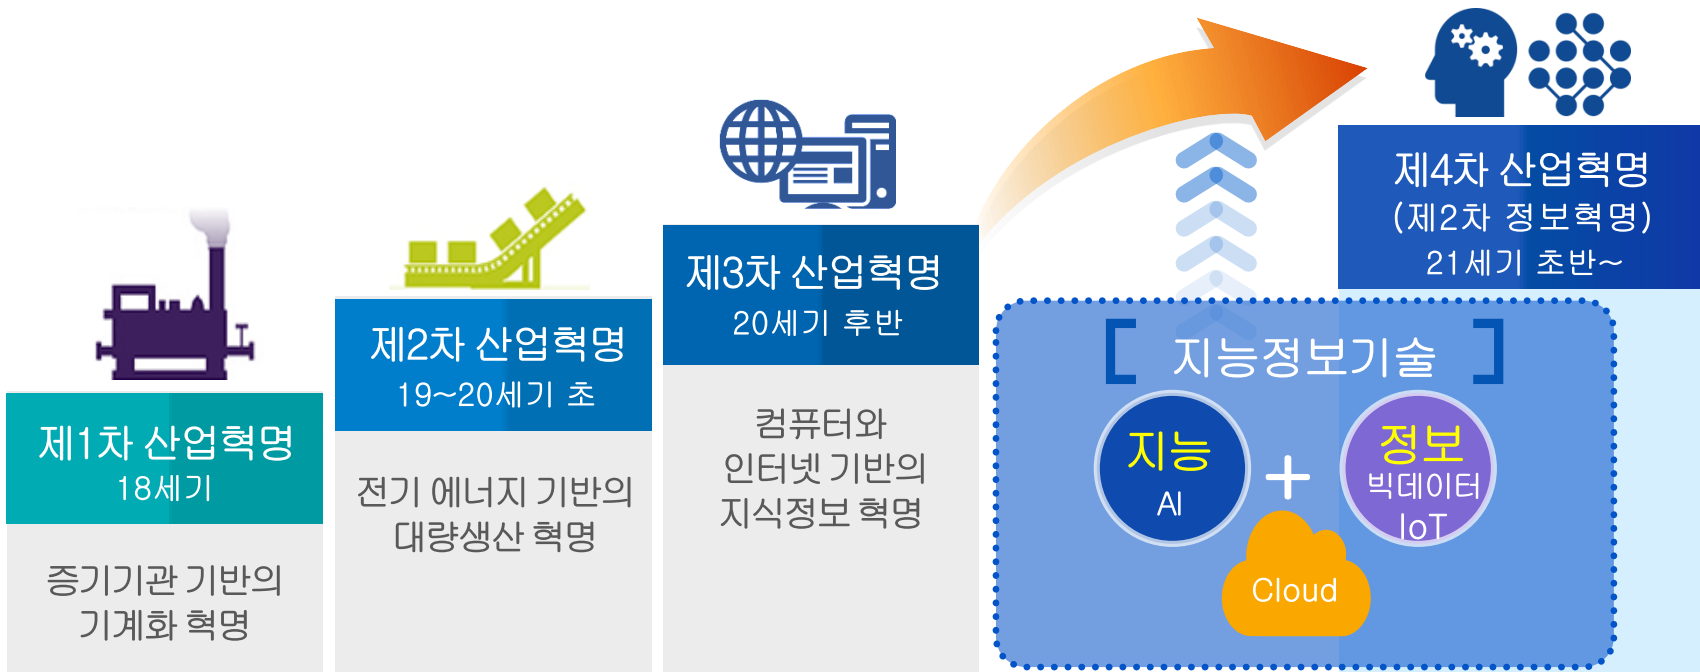 제1차 산업혁명
18세기
증기기관 기반의
기계화 혁명
제2차 산업혁명
19~20세기 초
전기 에너지 기반의
대량생산 혁명
제3차 산업혁명
20세기 후반
컴퓨터와
인터넷 기반의
지식정보 혁명
제4차 산업혁명
(제2차 정보혁명)
21세기 초반~
[ 지능정보기술 ]
지능
AI
+
정보
빅데이터
IoT
Cloud